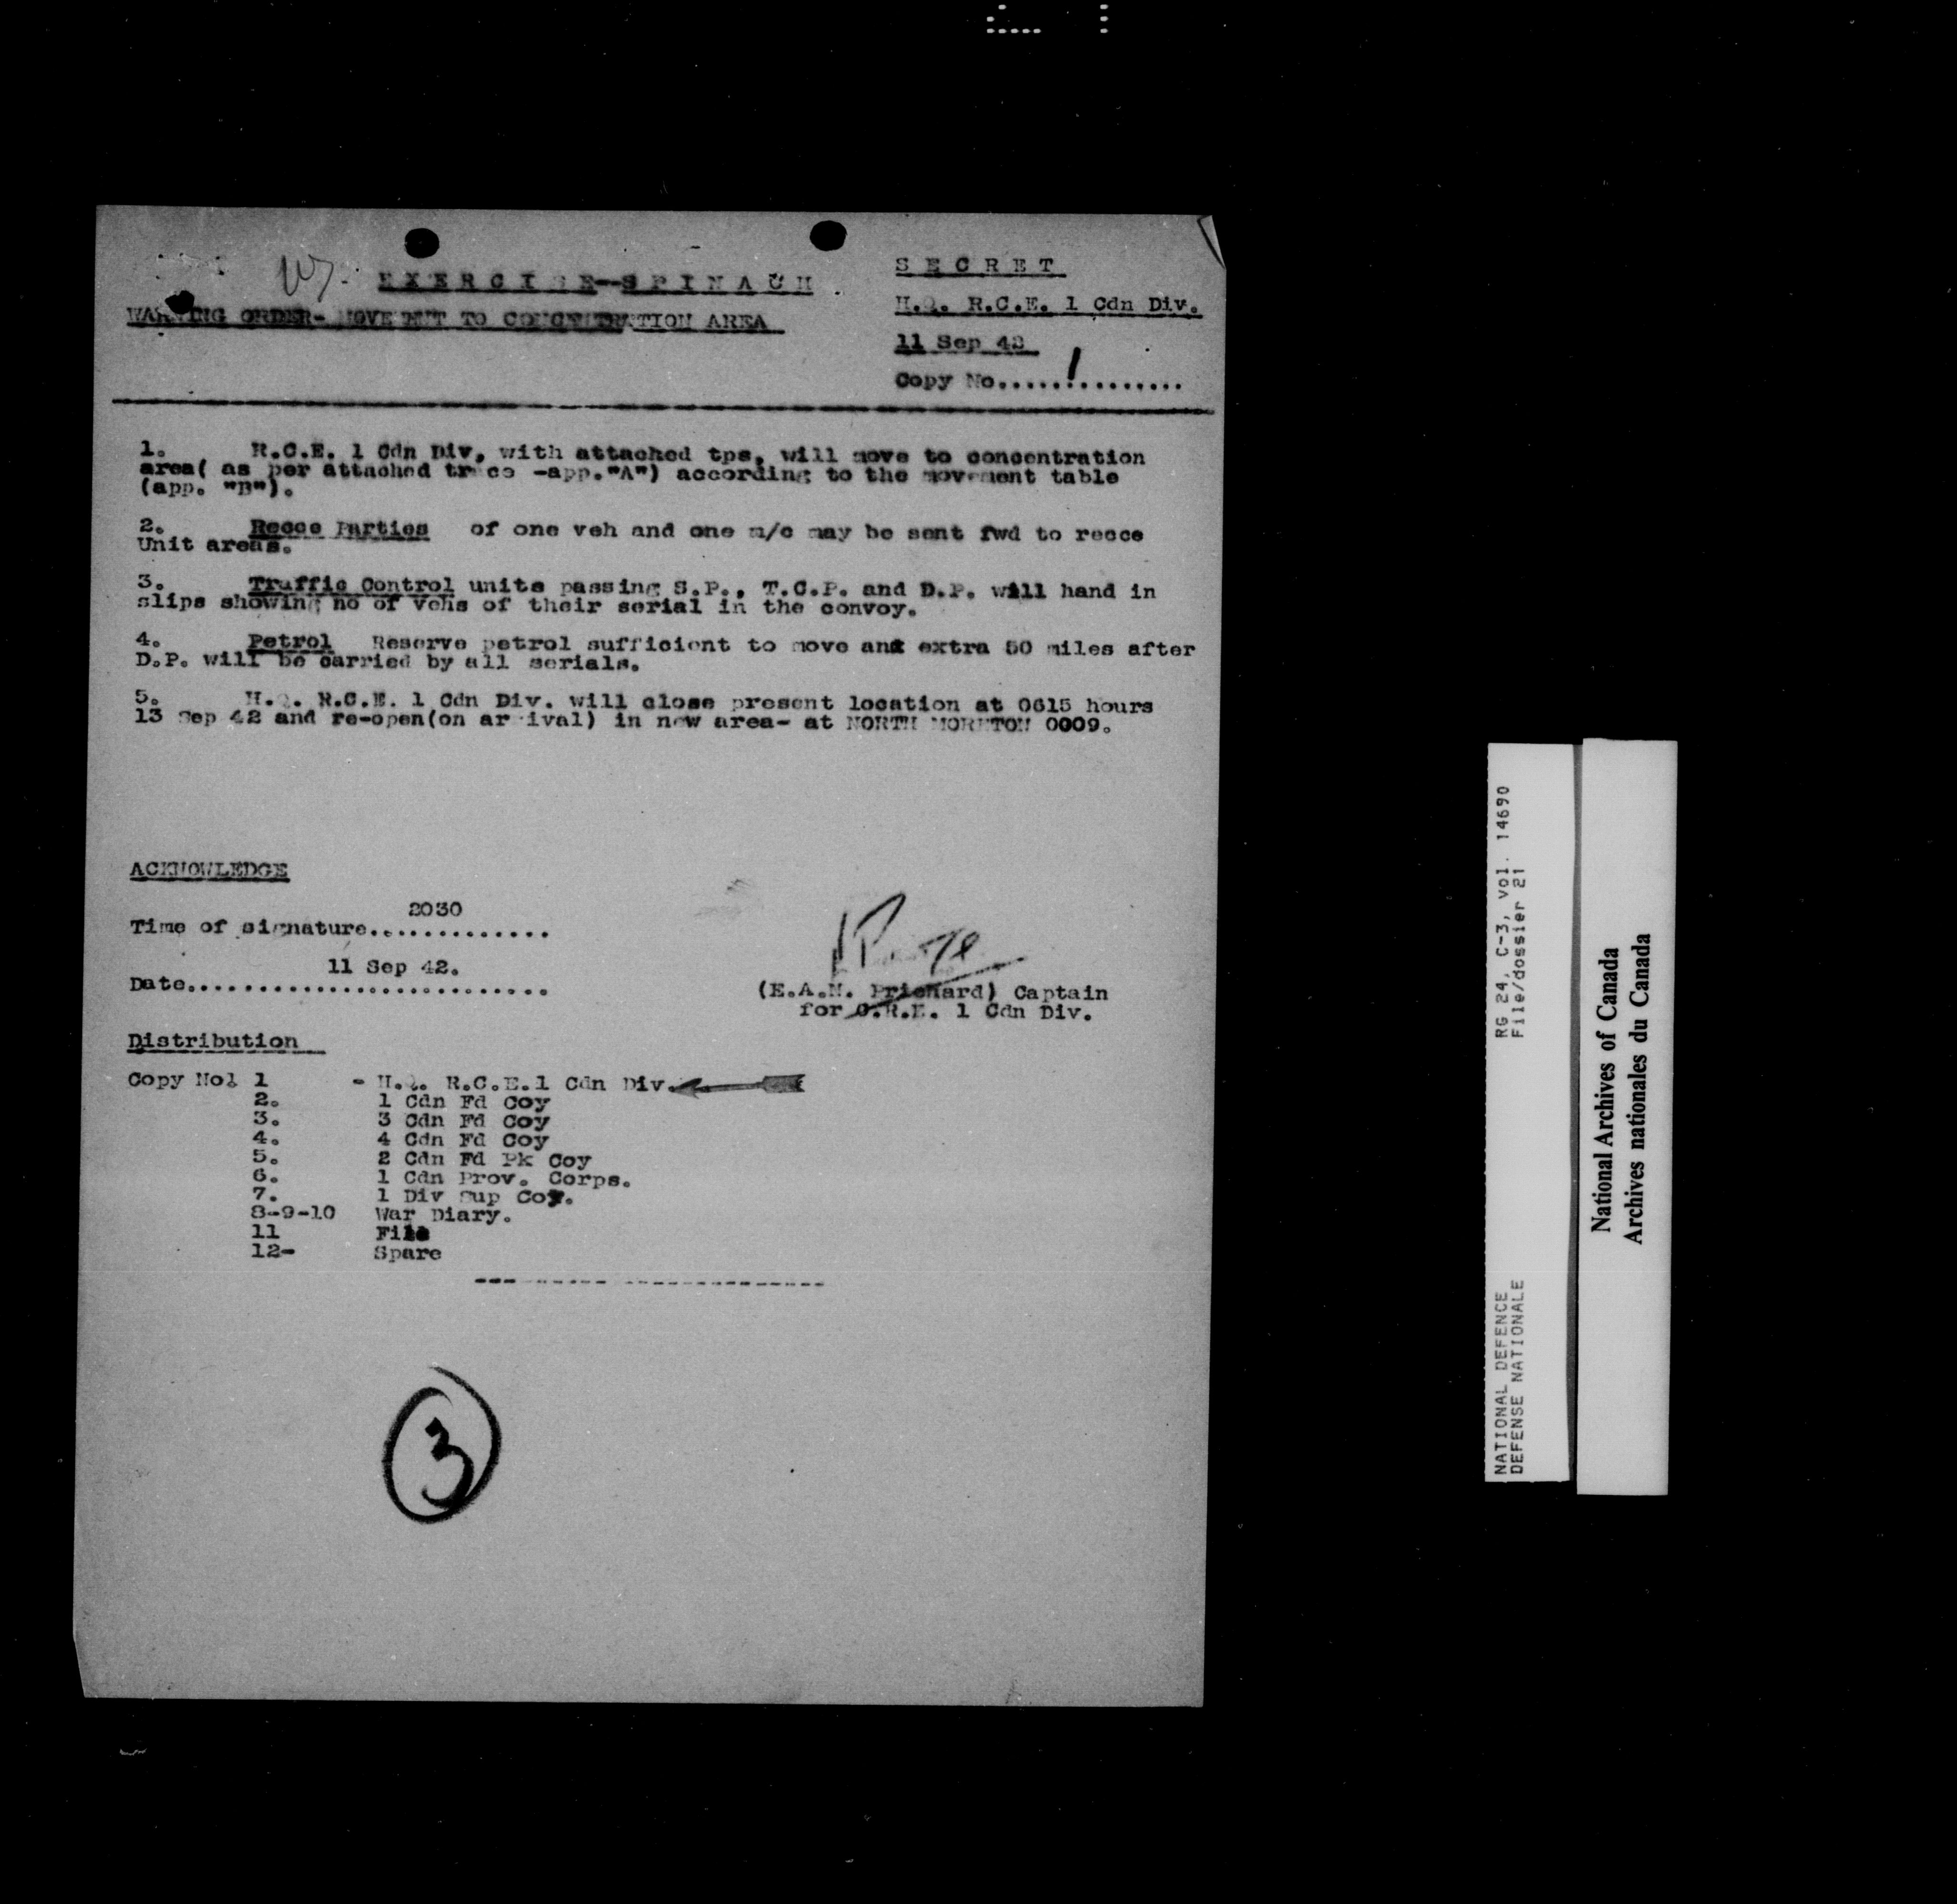 SECRET
EXERCISE--SPINACH.
H.Q. R.C.E. 1 Cdn Div.
WARNING ORDER- MOVEMENT TO CONCENTRATION AREA
11 Sep 42
Copy No......1.........
1. R.C.E. 1 Cdn Div, with attached tps, will move to concentration
area( as per attached trace -app."A") according to the movement table
(app. "B").
2. Recce Parties of one veh and one m/c may be sent fwd to recce
Unit areas.
3. Traffic Control units passing S.P., T.C.P. and D.P. will hand in
slips showing no of vehs of their serial in the convoy.
4. Petrol Reserve petrol sufficient to move an extra 50 miles after
D.P. will be carried by all serials.
5. H.Q. R.C.E. 1 Cdn Div. will close present location at 0615 hours
13 Sep 42 and re-open(on arrival) in new area- at NORTH MORETON 0009.
ACKNOWLEDGE
2030
Time of signature.............
11 Sep 42.
Date..........................
(E.A.M. Prichard) Captain
for C.R.E. 1 Cdn Div.
Distribution
Copy No 1 - H.Q. R.C.E.1 Cdn Div
2. 1 Cdn Fd Coy
3. 3 Cdn Fd Coy
4. 4 Cdn Fd Coy
5. 2 Cdn Fd Pk Coy
6. 1 Cdn Prov. Corps.
7. 1 Div Sup Coy.
8-9-10 War Diary.
11 File
12- Spare
3
NATIONAL DEFENCE RG 24, C-3, vol. 14690
DEFENSE NATIONALE File/dossier 21
National Archives of Canada
Archives nationales du Canada